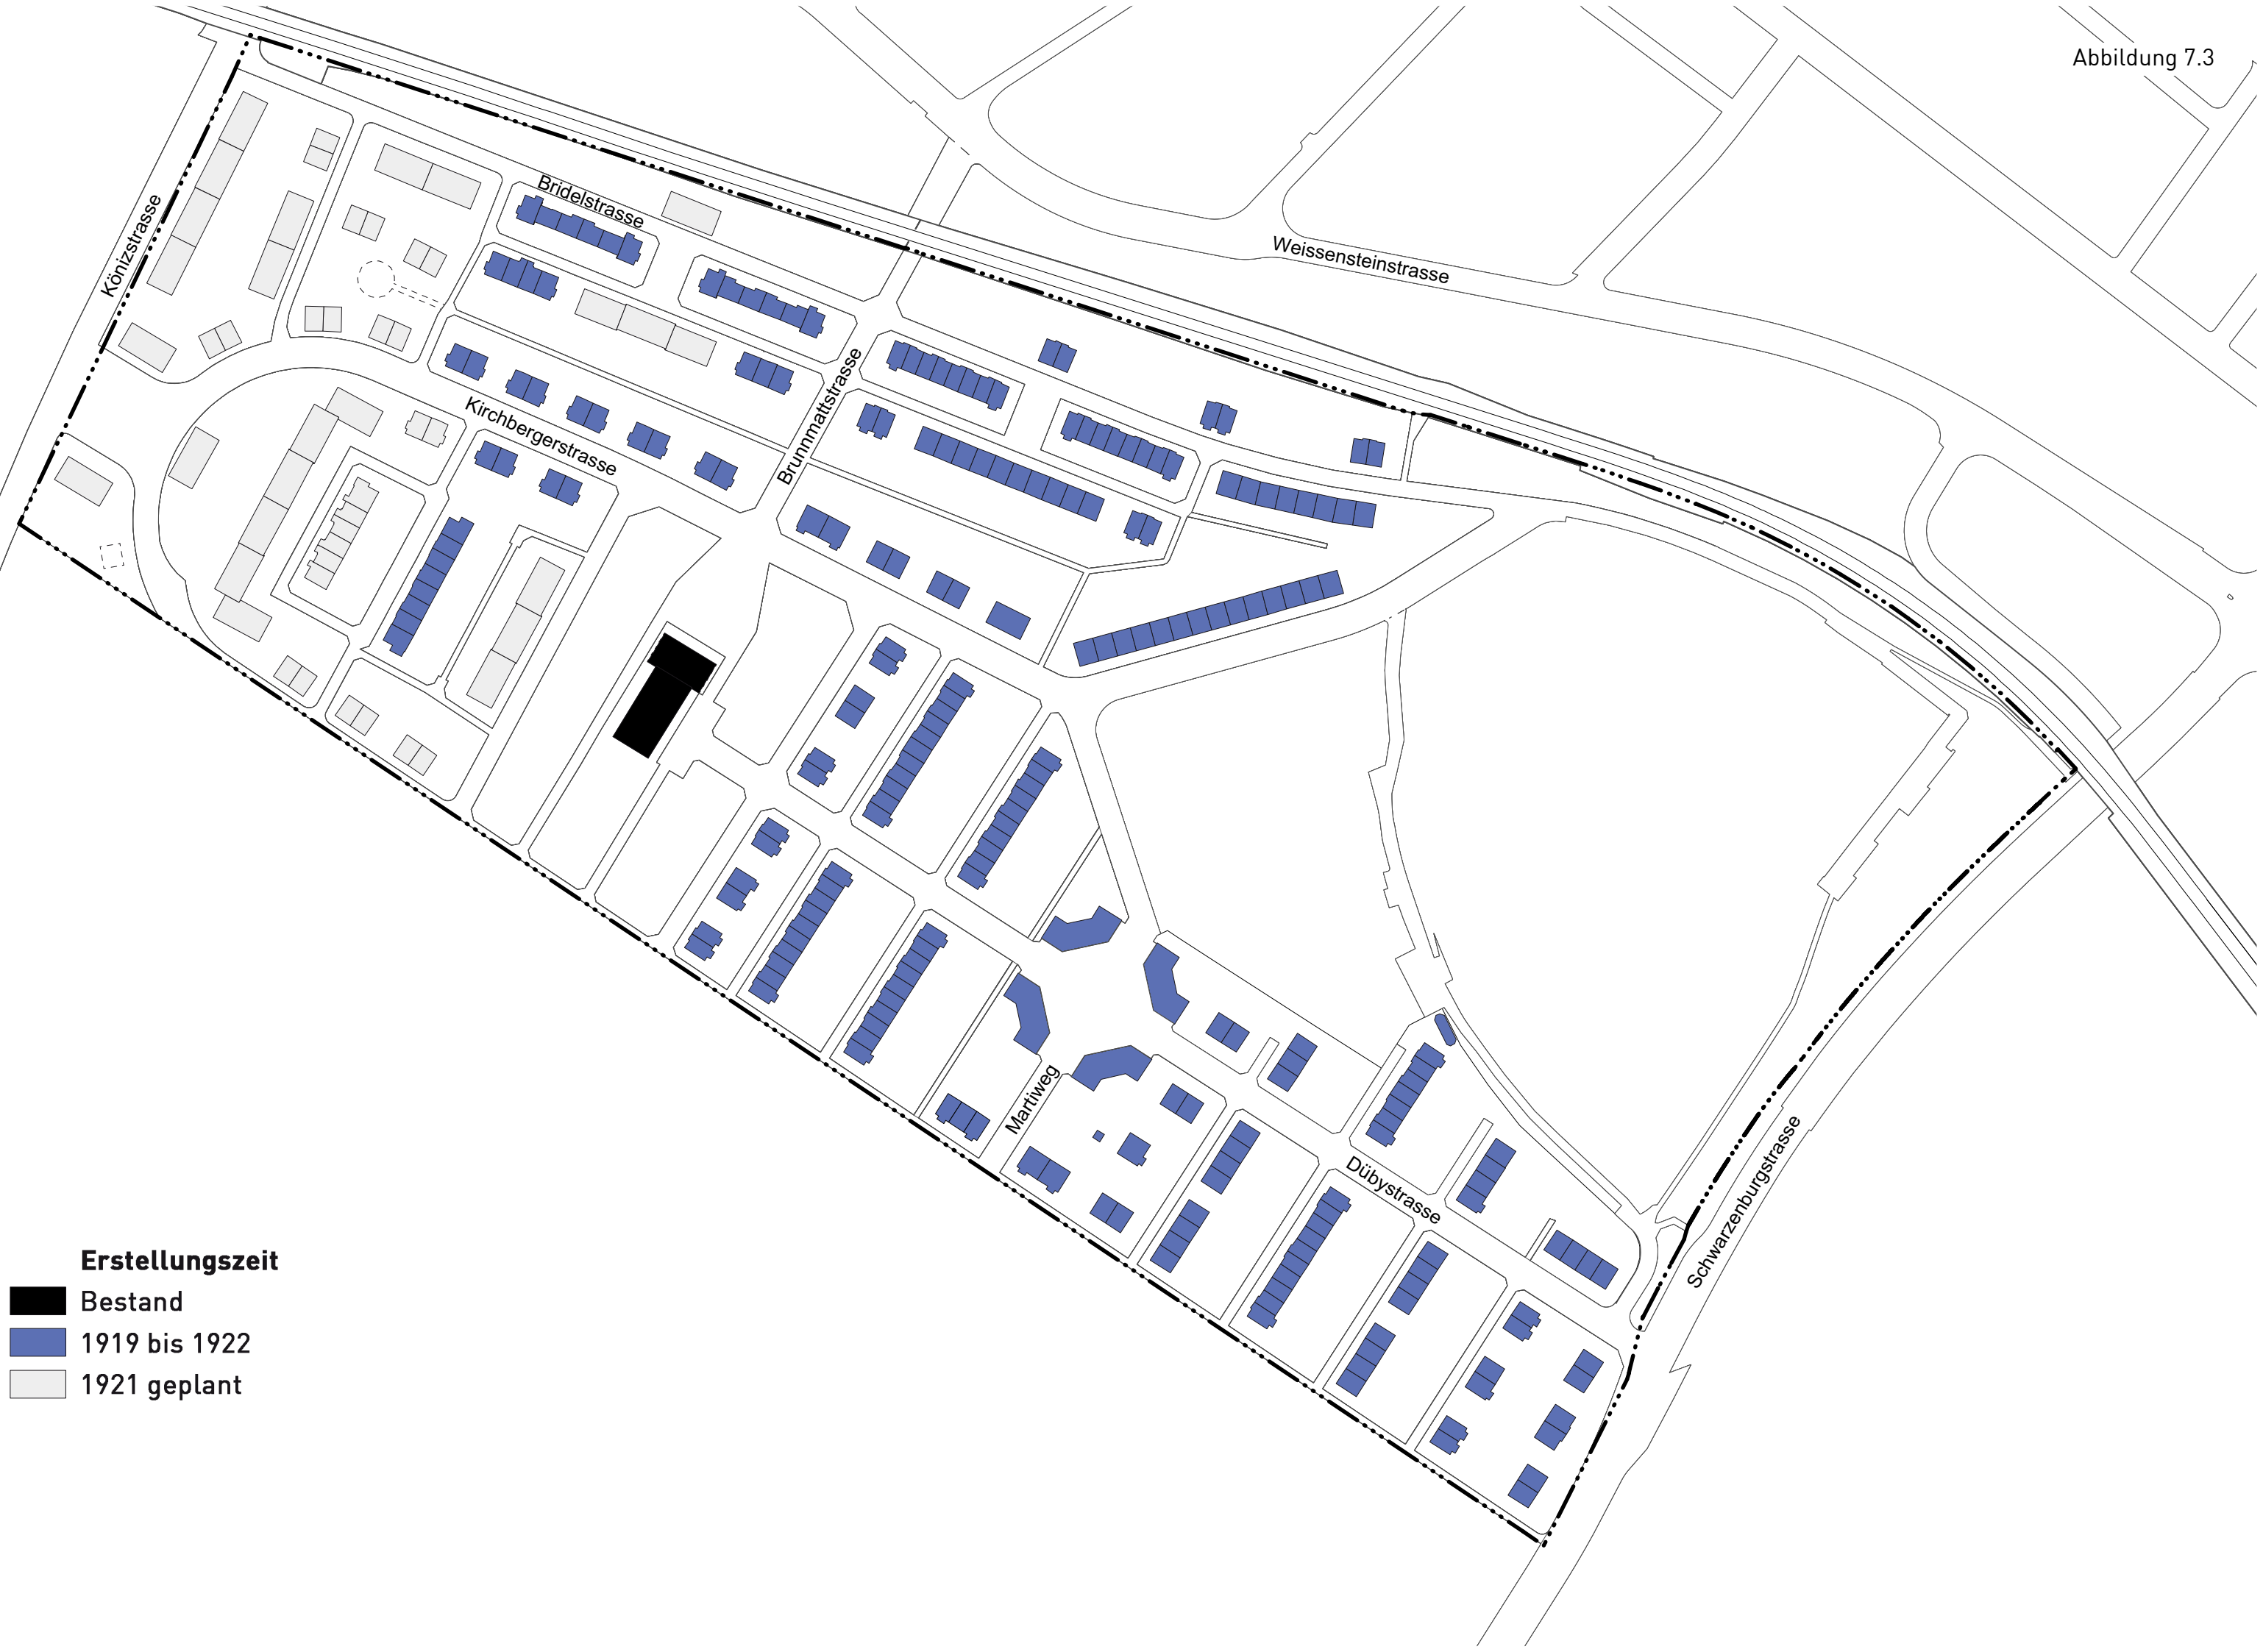 Abbildung 7.3
Könizstrasse
Bridelstrasse
Weissensteinstrasse
Kirchbergerstrasse
Brunnmattstrasse
Martiweg
Dübystrasse
Schwarzenburgstrasse
Erstellungszeit
Bestand
1919 bis 1922
1921 geplant